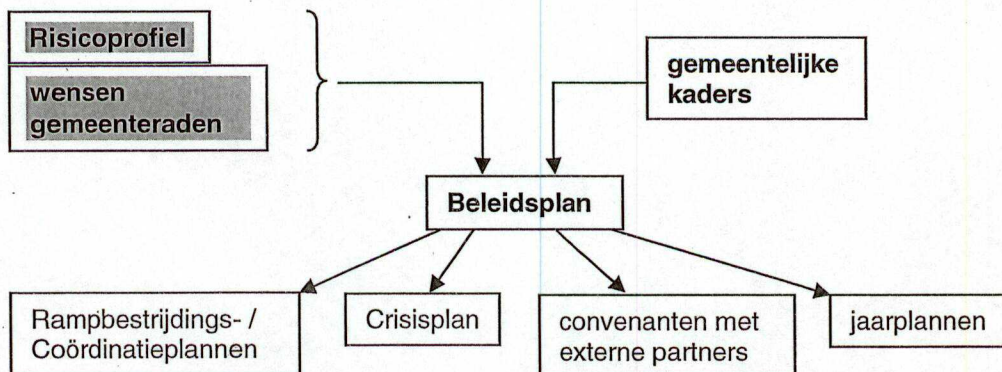 Risicoprofiel
wensen
gemeenteraden
gemeentelijke
kaders
Beleidsplan
Rampbestrijdings- /
Coördinatieplannen
Crisisplan
convenanten met
externe partners
jaarplannen